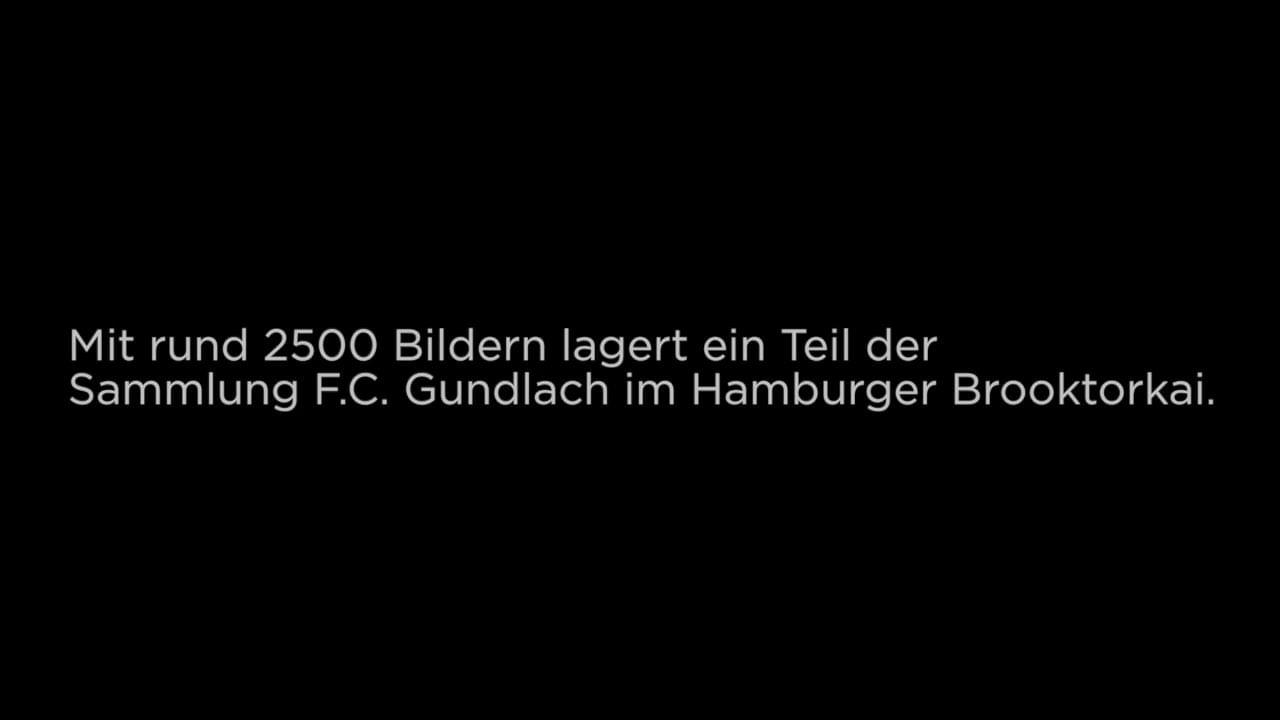 Mit rund 2500 Bildern lagert ein Teil der
Sammlung F.C. Gundlach im Hamburger Brooktorkai.